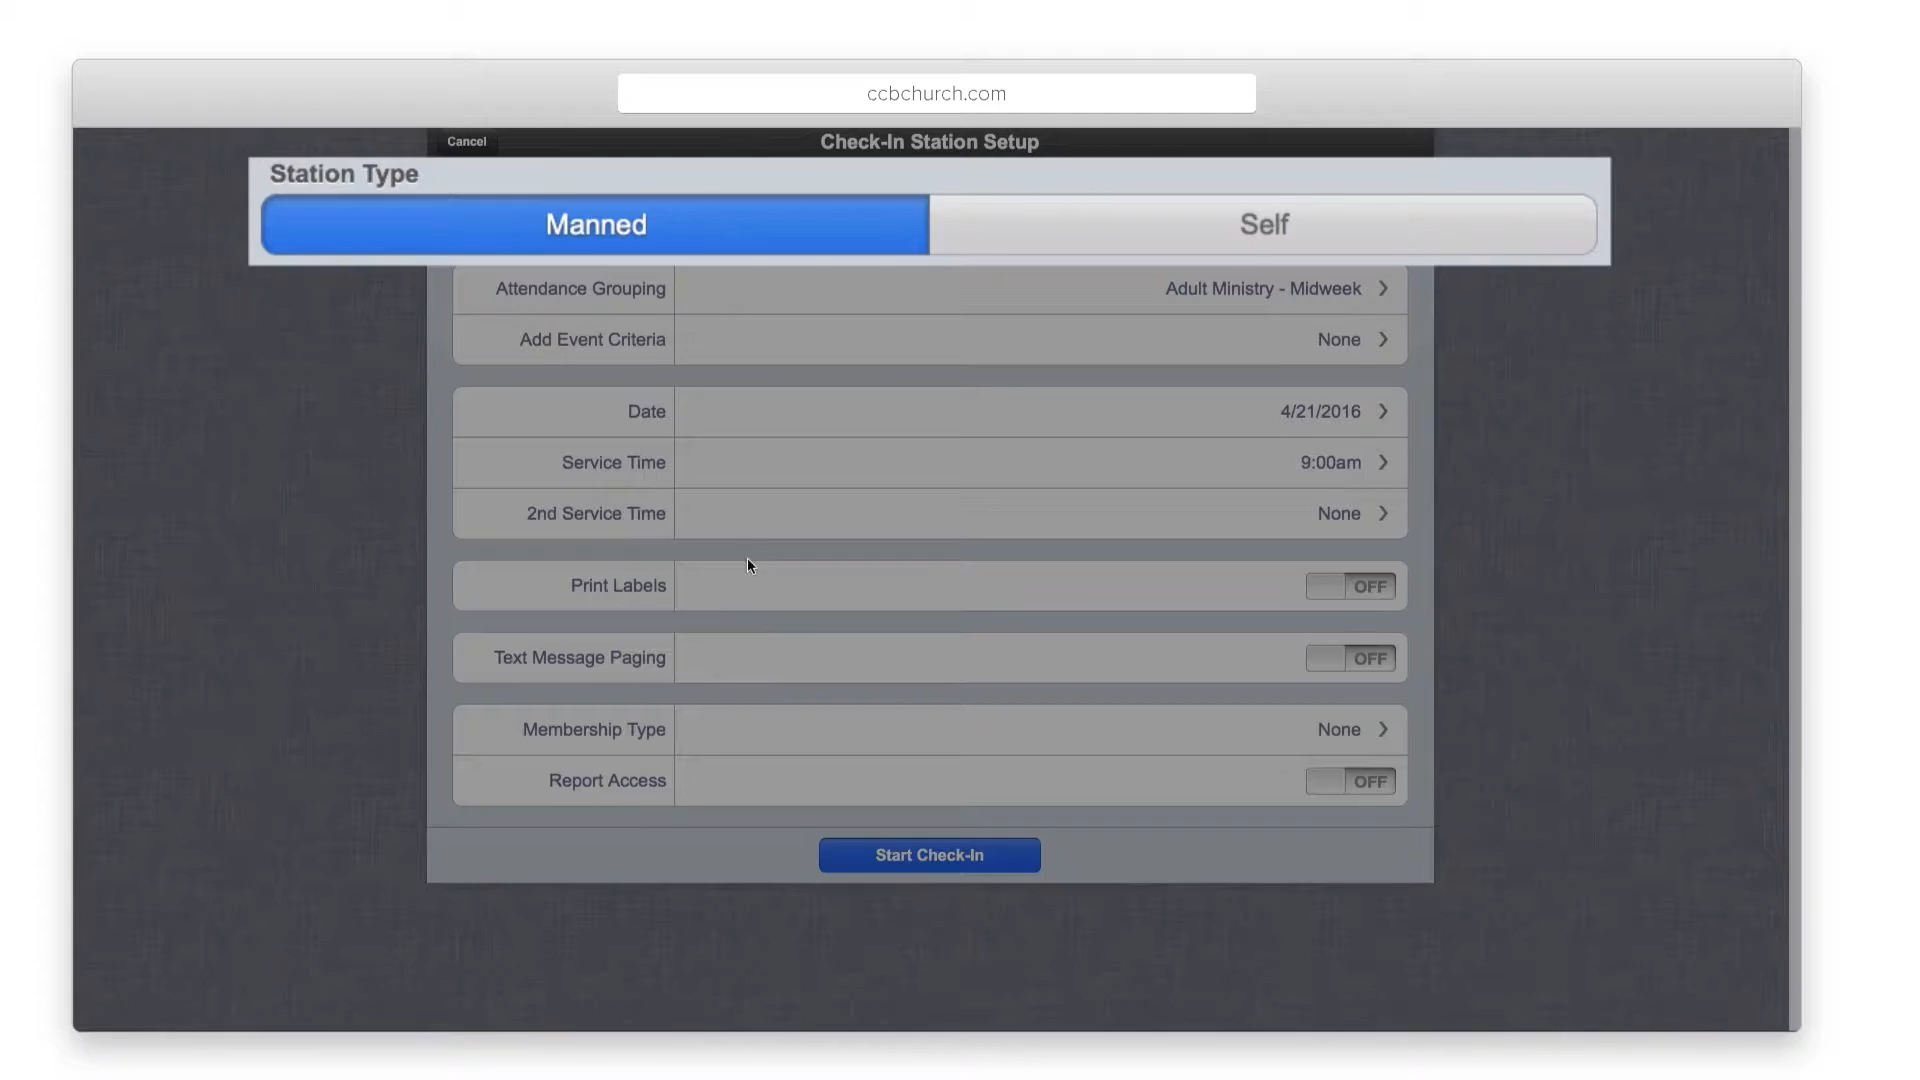 ccbchurch.com
Cancel
Check-In Station Setup
Station Type
Manned
Self
Attendance Grouping
Adult Ministry - Midweek
Add Event Criteria
None
Date
4/21/2016
Service Time
9:00am
2nd Service Time
None
Print Labels
OFF
Text Message Paging
OFF
Membership Type
None
Report Access
OFF
Start Check-In